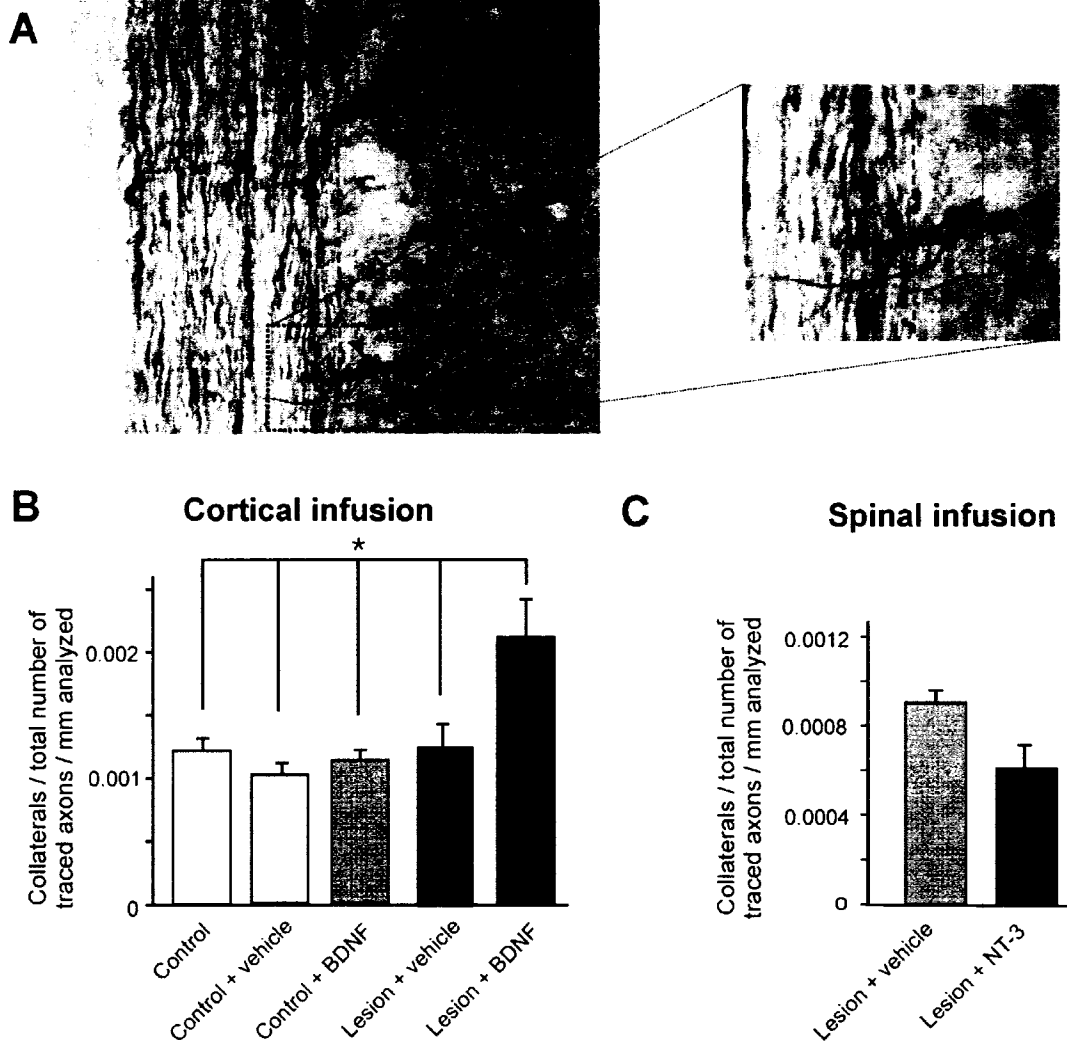 A
B
Cortical infusion
*
Collaterals / total number of
traced axons / mm analyzed
0.002
0.001
0
Control
Control + vehicle
Control + BDNF
Lesion + vehicle
Lesion + BDNF
C
Spinal infusion
Collaterals / total number of
traced axons / mm analyzed
0.0012
0.0008
0.0004
0
Lesion + vehicle
Lesion + NT-3